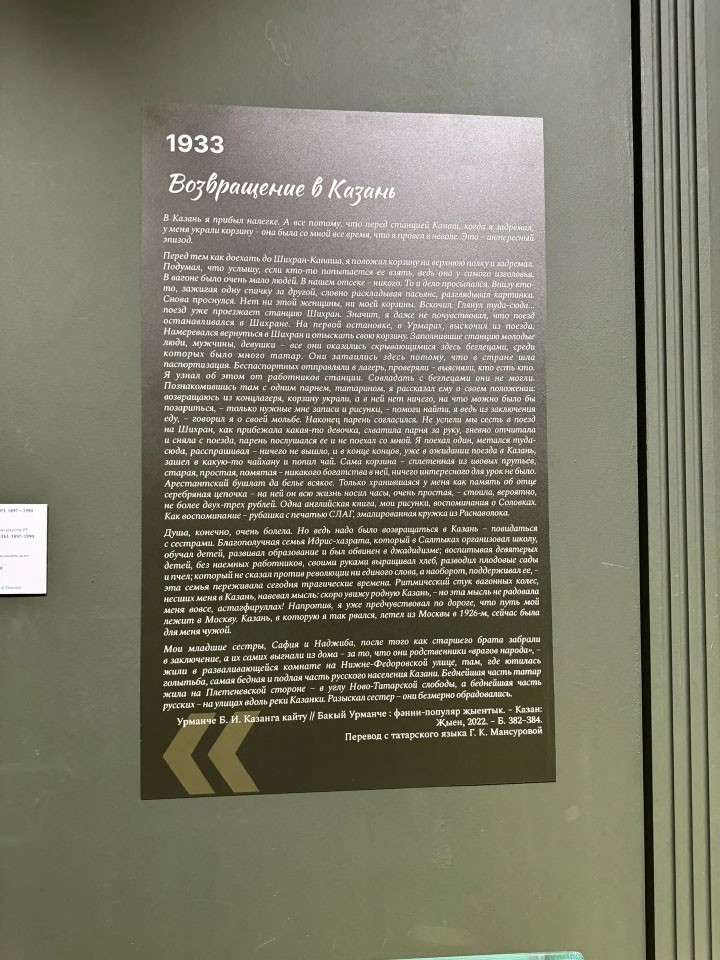 1933
Возвращение в Казань
В Казань я прибыл налегке. А все потому, что перед станцией Канаш, когда я задремал,
у меня украли корзину – она была со мной все время, что я провел в неволе. Это – интересный
эпизод.
Перед тем как доехать до Шихран-Канаша, я положил корзину на верхнюю полку и задремал.
Подумал, что услышу, если кто-то попытается ее взять, ведь она у самого изголовья.
В вагоне было очень мало людей. В нашем отсеке – никого. То и дело просыпался. Внизу кто-
то, зажигая одну спичку за другой, словно раскладывая пасьянс, разглядывал картинки.
Снова проснулся. Нет ни этой женщины, ни моей корзины. Вскочил. Глянул туда-сюда...
поезд уже проезжает станцию Шихран. Значит, я даже не почувствовал, что поезд
останавливался в Шихране. На первой остановке, в Урмарах, выскочил из поезда.
Намеревался вернуться в Шихран и отыскать свою корзину. Заполнившие станцию молодые
люди, мужчины, девушки – все они оказались скрывающимися здесь беглецами, среди
которых было много татар. Они затаились здесь потому, что в стране шла
паспортизация. Беспаспортных отправляли в лагерь, проверяли – выясняли, кто есть кто.
Я узнал об этом от работников станции. Совладать с беглецами они не могли.
Познакомившись там с одним парнем, татарином, я рассказал ему о своем положении:
возвращаюсь из концлагеря, корзину украли, а в ней нет ничего, на что можно было бы
позариться, – только нужные мне записи и рисунки, – помоги найти, я ведь из заключения
еду, – говорил я о своей мольбе. Наконец парень согласился. Не успели мы сесть в поезд
на Шихран, как прибежала какая-то девочка, схватила парня за руку, гневно отчитала
и сняла с поезда, парень послушался ее и не поехал со мной. Я поехал один, метался туда-
сюда, расспрашивал – ничего не вышло, и в конце концов, уже в ожидании поезда в Казань,
зашел в какую-то чайхану и попил чай. Сама корзина – сплетенная из ивовых прутьев,
старая, простая, помятая – никакого богатства в ней, ничего интересного для урок не было.
Арестантский бушлат да белье всякое. Только хранившаяся у меня как память об отце
серебряная цепочка – на ней он всю жизнь носил часы, очень простая, – стоила, вероятно,
не более двух-трех рублей. Одна английская книга, мои рисунки, воспоминания о Соловках.
Как воспоминание – рубашка с печатью СЛАГ, эмалированная кружка из Раснаволока.
Душа, конечно, очень болела. Но ведь надо было возвращаться в Казань – повидаться
с сестрами. Благополучная семья Идрис-хазрата, который в Салтыках организовал школу,
обучал детей, развивал образование и был обвинен в джадидизме; воспитывая девятерых
детей, без наемных работников, своими руками выращивал хлеб, разводил плодовые сады
и пчел; который не сказал против революции ни единого слова, а наоборот, поддерживал ее, –
эта семья переживала сегодня трагические времена. Ритмический стук вагонных колес,
несших меня в Казань, навевал мысль: скоро увижу родную Казань, – но эта мысль не радовала
меня вовсе, астагфируллах! Напротив, я уже предчувствовал по дороге, что путь мой
лежит в Москву. Казань, в которую я так рвался, летел из Москвы в 1926-м, сейчас была
для меня чужой.
Мои младшие сестры, Сафия и Наджиба, после того как старшего брата забрали
в заключение, а их самих выгнали из дома – за то, что они родственники «врагов народа», –
жили в разваливающейся комнате на Нижне-Федоровской улице, там, где ютилась
голытьба, самая бедная и подлая часть русского населения Казани. Беднейшая часть татар
жила на Плетеневской стороне – в углу Ново-Татарской слободы, а беднейшая часть
русских – на улицах вдоль реки Казанки. Разыскал сестер – они безмерно обрадовались.
Урманче Б. И. Казанга кайту // Бакый Урманче : фәнни-популяр җыентык. – Казан:
Җыен, 2022. – Б. 382–384.
Перевод с татарского языка Г. К. Мансуровой
1897–1990
1897–1990